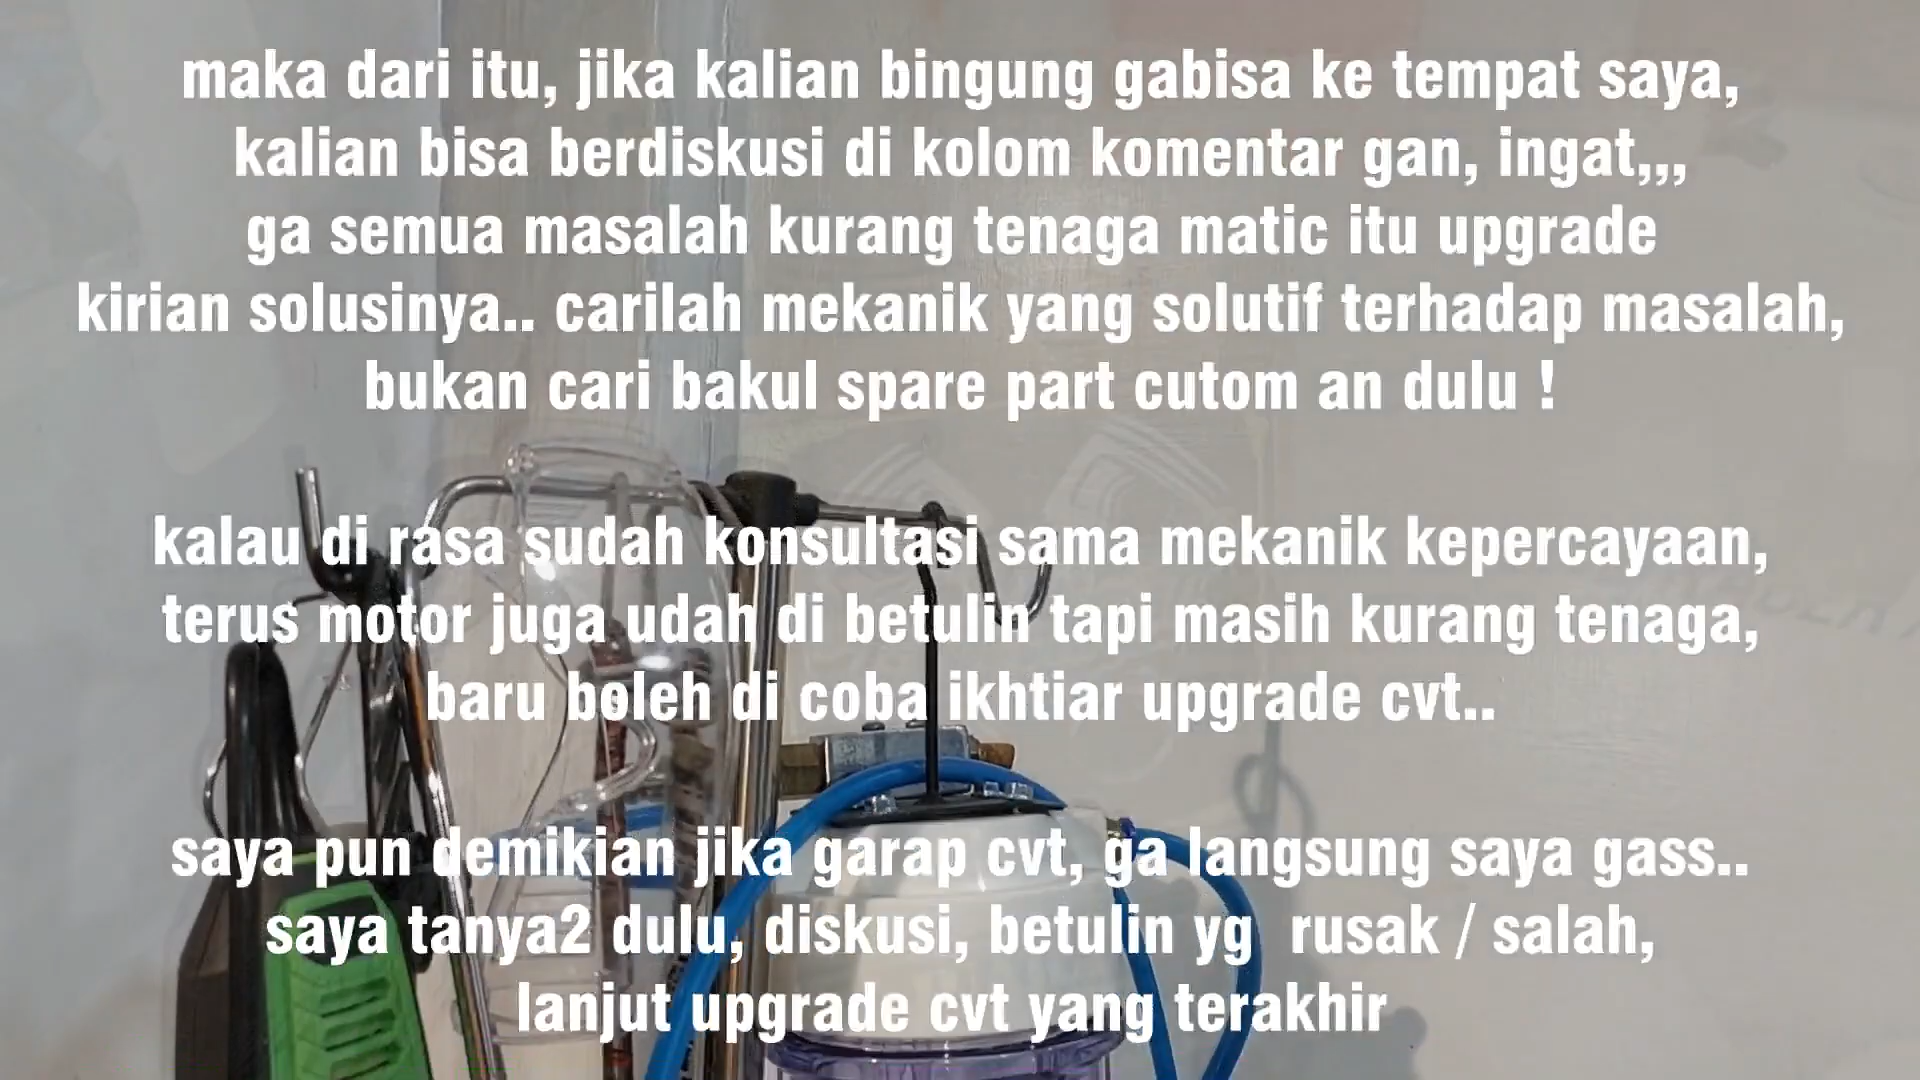 maka dari itu, jika kalian bingung gabisa ke tempat saya,
kalian bisa berdiskusi di kolom komentar gan, ingat,,,
ga semua masalah kurang tenaga matic itu upgrade
kirian solusinya.. carilah mekanik yang solutif terhadap masalah,
bukan cari bakul spare part cutom an dulu !
kalau di rasa sudah konsultasi sama mekanik kepercayaan,
terus motor juga udah di betulin tapi masih kurang tenaga,
baru boleh di coba ikhtiar upgrade cvt..
saya pun demikian jika garap cvt, ga langsung saya gass..
saya tanya2 dulu, diskusi, betulin yg  rusak / salah,
lanjut upgrade cvt yang terakhir